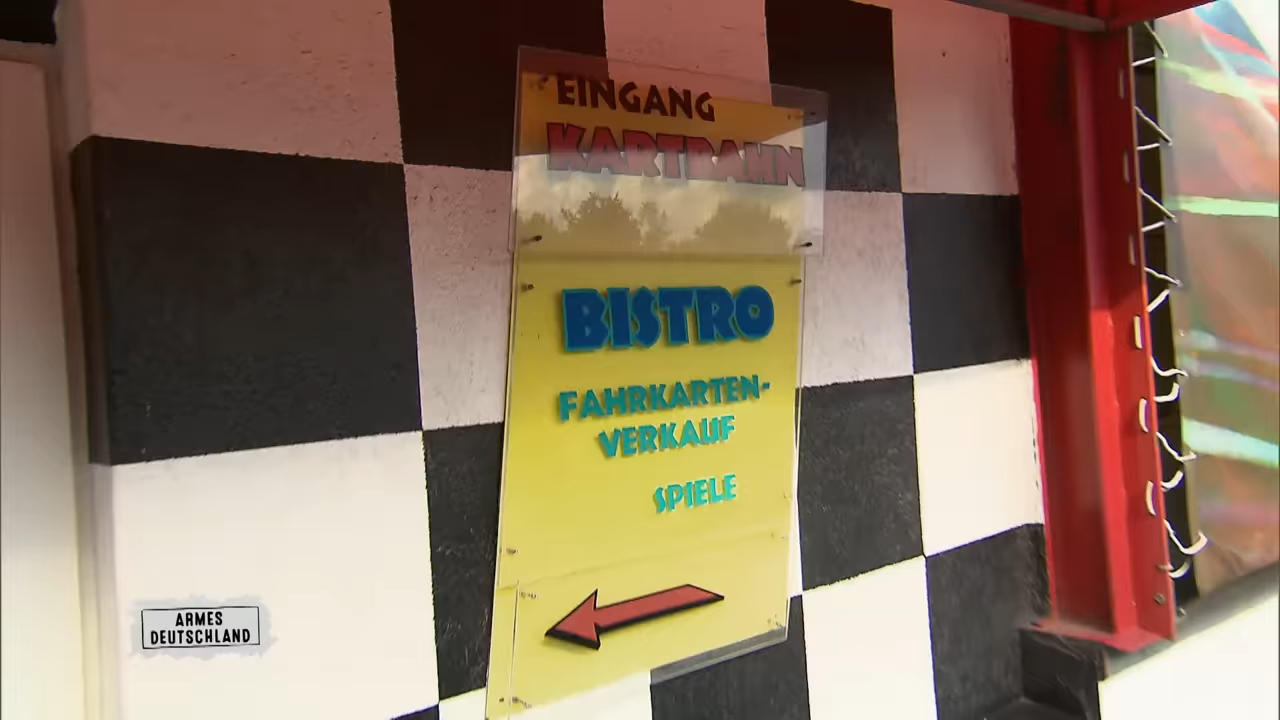 EINGANG
KARTBAHN
BISTRO
FAHRKARTEN-
VERKAUF
SPIELE
ARMES
DEUTSCHLAND